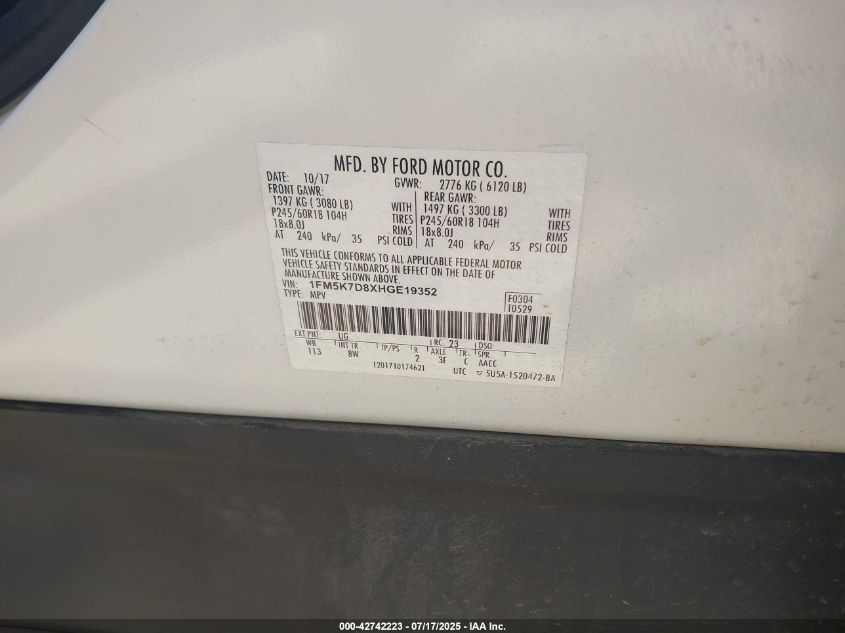 MFD. BY FORD MOTOR CO.
DATE: 10/17 GVWR: 2776 KG ( 6120 LB)
FRONT GAWR: REAR GAWR:
1397 KG ( 3080 LB) WITH 1497 KG ( 3300 LB) WITH
P245/60R18 104H TIRES P245/60R18 104H TIRES
18x8.0J RIMS 18x8.0J RIMS
AT 240 kPa/ 35 PSI COLD AT 240 kPa/ 35 PSI COLD
THIS VEHICLE CONFORMS TO ALL APPLICABLE FEDERAL MOTOR
VEHICLE SAFETY STANDARDS IN EFFECT ON THE DATE OF
MANUFACTURE SHOWN ABOVE.
VIN: 1FM5K7D8XHGE19352 F0304
TYPE: MPV T0529
EXT PNT: UG RC: 23 DSO:
WB INT TR TP/PS R AXLE TR SPR
113 8W 2 3F C AACC
1201710174621 UTC ▽ 5U5A-1520472-BA
000-42742223 - 07/17/2025 - IAA Inc.